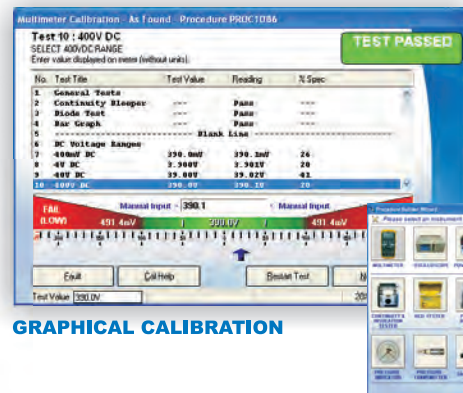 Multimeter Calibration - As Found - Procedure PROC1086
Test 10 : 400V DC
SELECT 400VDC RANGE
Enter value displayed on meter (without units).
TEST PASSED
No. Test Title Test Value Reading % Spec
1 General Tests
2 Continuity Bleeper --- Pass ---
3 Diode Test --- Pass ---
4 Bar Graph --- Pass ---
5 Blank Line
6 DC Voltage Ranges
7 400mV DC 390.0mV 390.1mV 26
8 4V DC 3.900V 3.901V 20
9 40V DC 39.00V 39.02V 41
10 400V DC 390.0V 390.1V 20
FAIL (LOW)
Manual Input - 390.1
Manual Input
491.4mV 390.0V 491.4mV
Fault Cal Help Restart Test
Test Value 390.0V
GRAPHICAL CALIBRATION
Procedure Builder Wizard
Please select an instrument
MULTIMETER OSCILLOSCOPE
CONTINUITY & INSULATION TESTER
RCD TESTER
PRESSURE INDICATOR